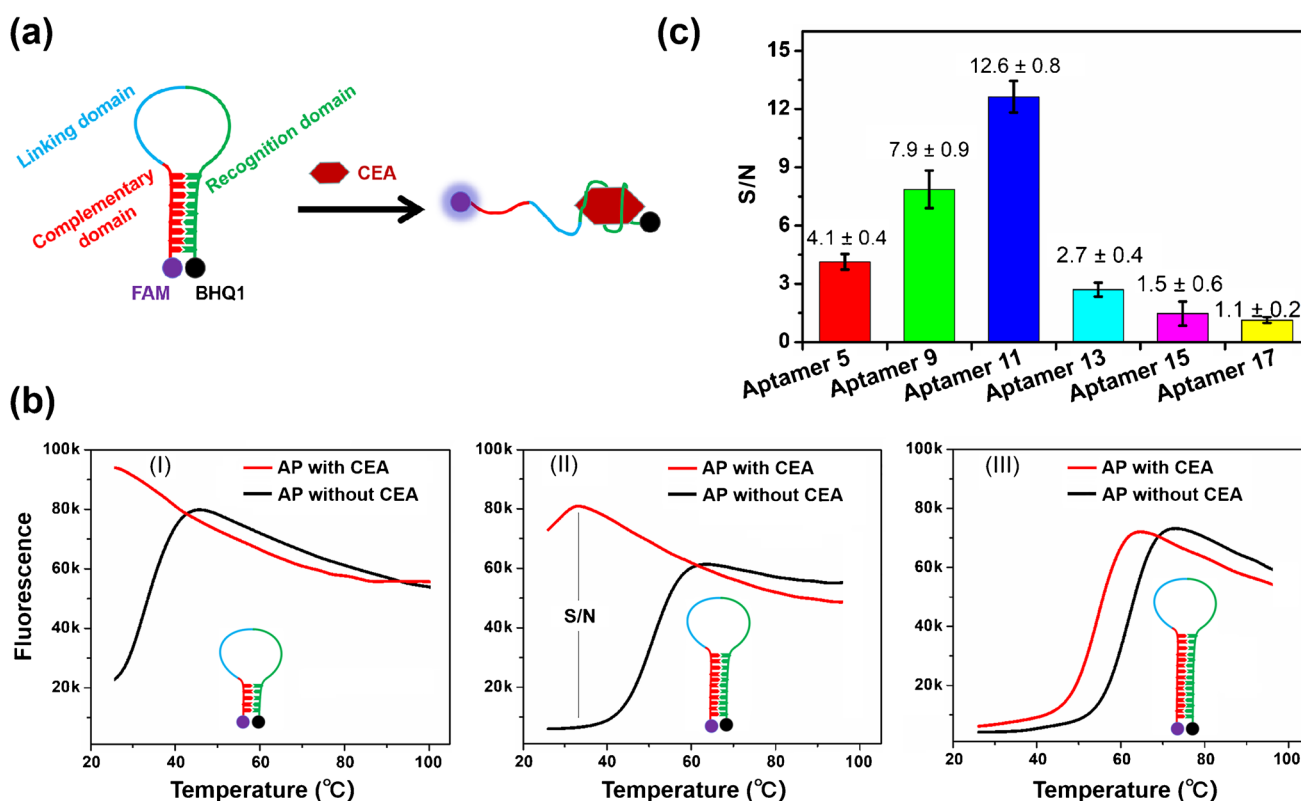 (a)
Linking domain
Recognition domain
Complementary
domain
FAM
BHQ1
CEA
(c)
S/N
15
12
9
6
3
0
4.1 ± 0.4
7.9 ± 0.9
12.6 ± 0.8
2.7 ± 0.4
1.5 ± 0.6
1.1 ± 0.2
Aptamer 5
Aptamer 9
Aptamer 11
Aptamer 13
Aptamer 15
Aptamer 17
(b)
Fluorescence
100k
80k
60k
40k
20k
(I)
AP with CEA
AP without CEA
20
40
60
80
100
Temperature (℃)
100k
80k
60k
40k
20k
(II)
AP with CEA
AP without CEA
S/N
20
40
60
80
100
Temperature (℃)
100k
80k
60k
40k
20k
(III)
AP with CEA
AP without CEA
20
40
60
80
100
Temperature (℃)